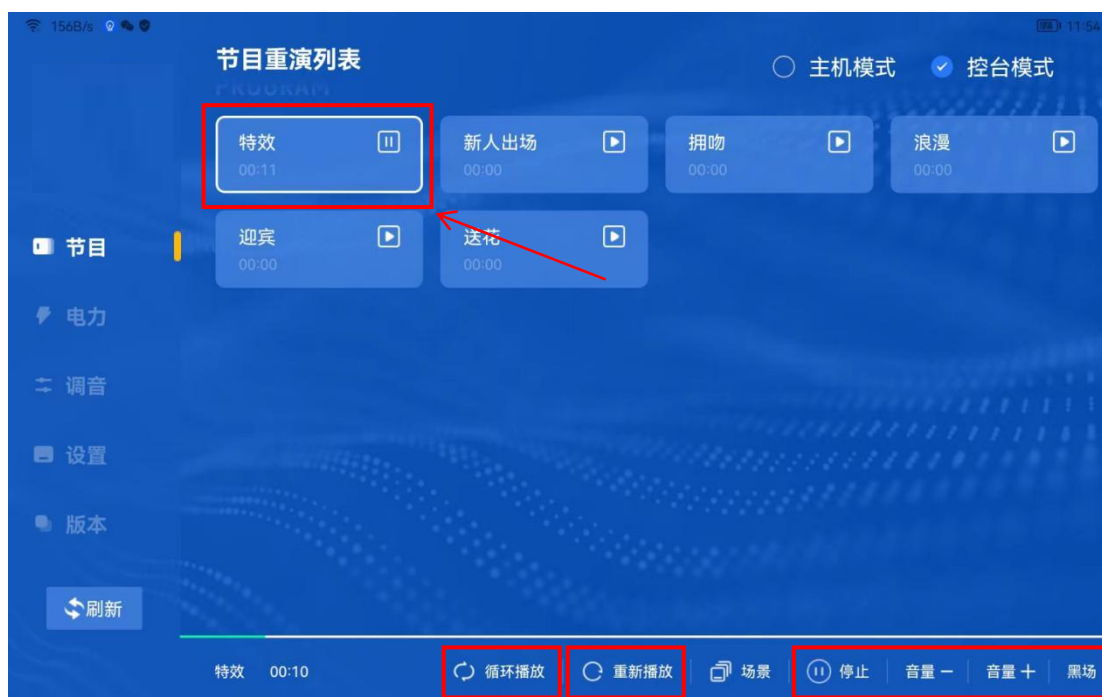 156B/s 11:54
节目重演列表
PROGRAM
主机模式 控台模式
特效 新人出场 拥吻 浪漫
00:11 00:00 00:00 00:00
迎宾 送花
00:00 00:00
节目
电力
调音
设置
版本
刷新
特效 00:10 循环播放 重新播放 场景 停止 音量－ 音量＋ 黑场